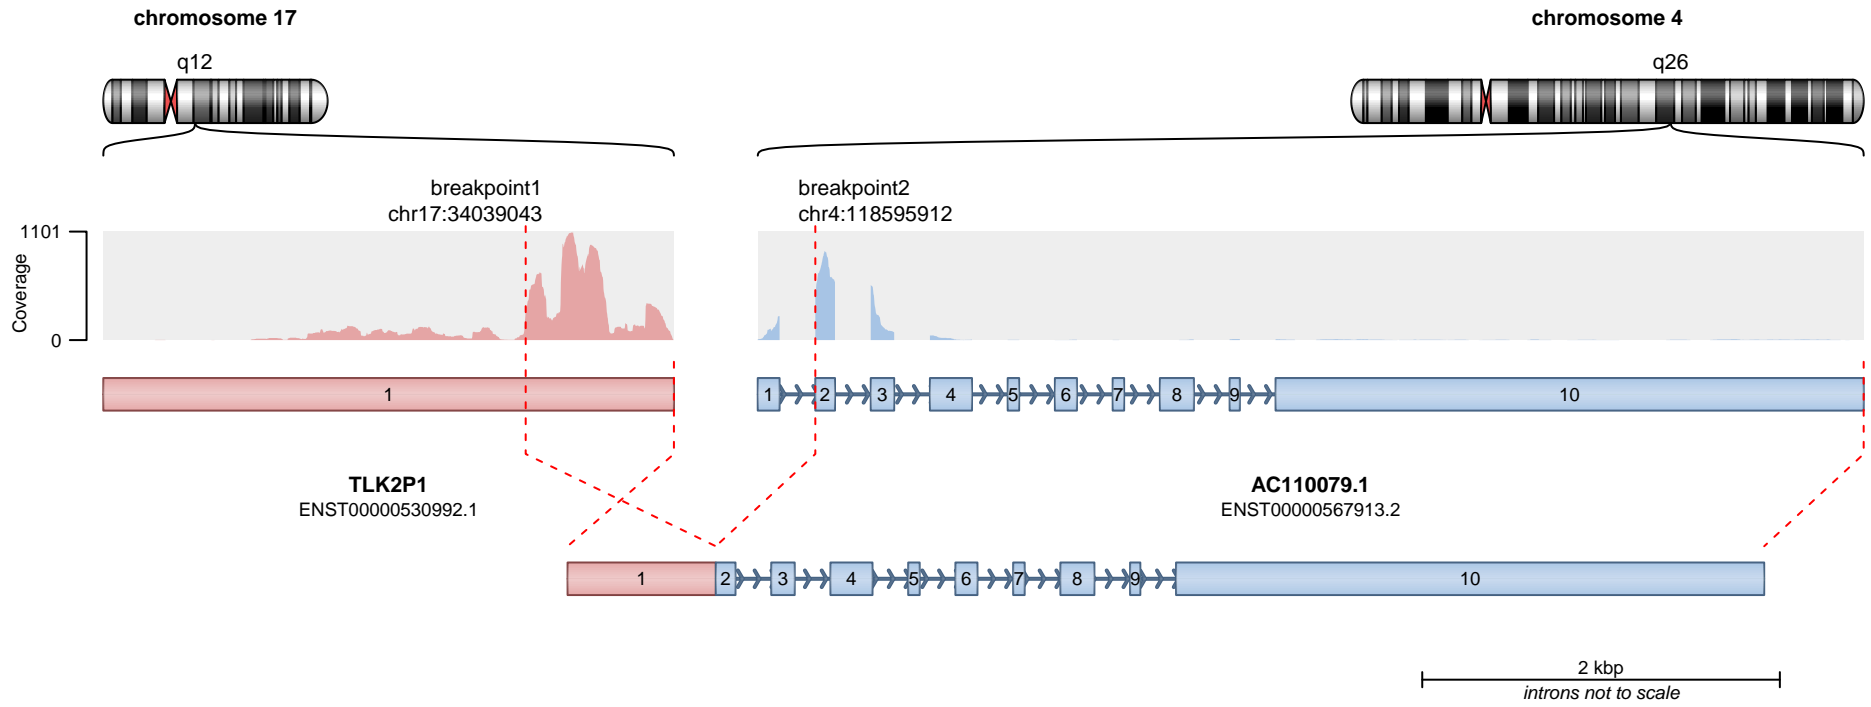 chromosome 17
chromosome 4
q12
q26
breakpoint1
chr17:34039043
breakpoint2
chr4:118595912
1101
Coverage
0
1
1 2 3 4 5 6 7 8 9 10
TLK2P1
ENST00000530992.1
AC110079.1
ENST00000567913.2
1 2 3 4 5 6 7 8 9 10
2 kbp
introns not to scale